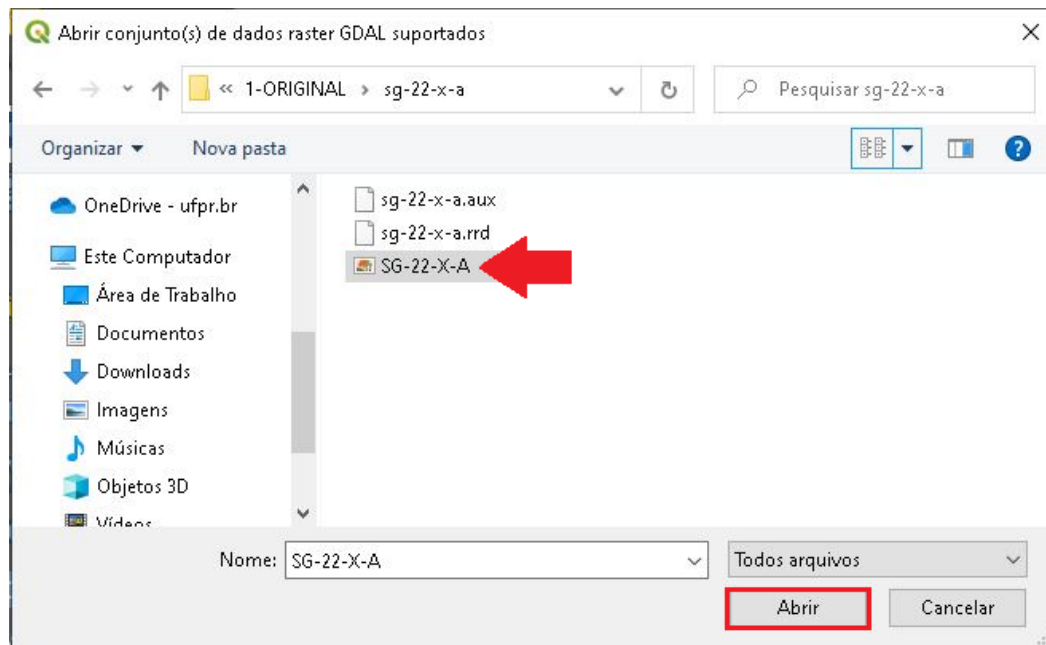 Abrir conjunto(s) de dados raster GDAL suportados
« 1-ORIGINAL › sg-22-x-a
Pesquisar sg-22-x-a
Organizar
Nova pasta
?
OneDrive - ufpr.br
Este Computador
Área de Trabalho
Documentos
Downloads
Imagens
Músicas
Objetos 3D
Vídeos
sg-22-x-a.aux
sg-22-x-a.rrd
SG-22-X-A
Nome: SG-22-X-A
Todos arquivos
Abrir
Cancelar